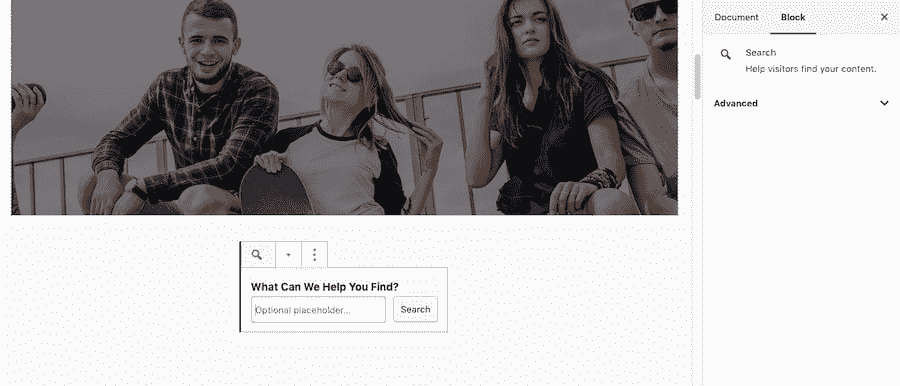 Document Block
Search
Help visitors find your content.
Advanced
What Can We Help You Find?
Optional placeholder... Search